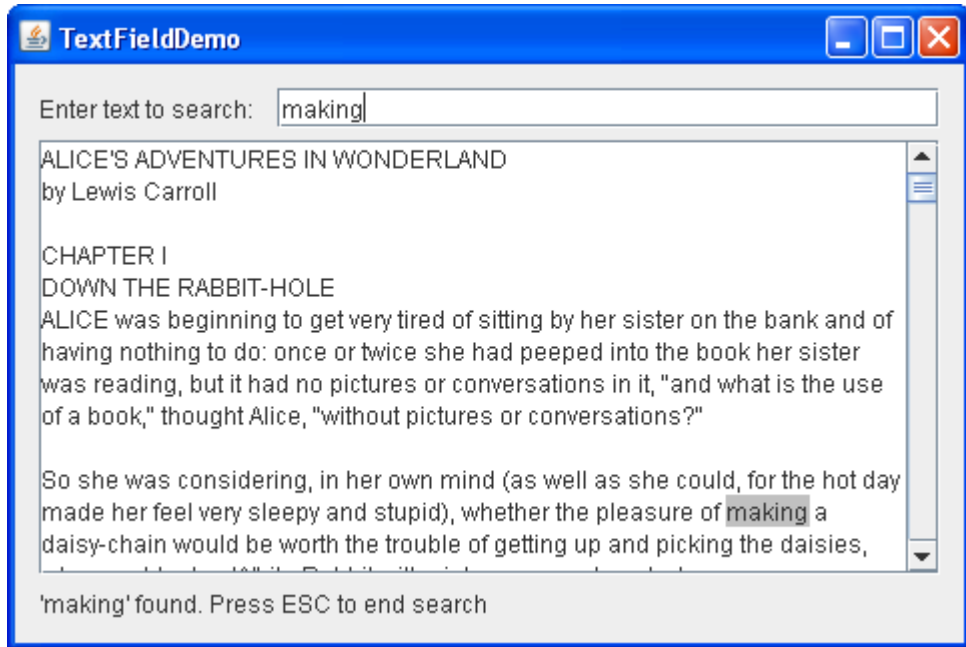 TextFieldDemo
Enter text to search: making
ALICE'S ADVENTURES IN WONDERLAND
by Lewis Carroll
CHAPTER I
DOWN THE RABBIT-HOLE
ALICE was beginning to get very tired of sitting by her sister on the bank and of
having nothing to do: once or twice she had peeped into the book her sister
was reading, but it had no pictures or conversations in it, "and what is the use
of a book," thought Alice, "without pictures or conversations?"
So she was considering, in her own mind (as well as she could, for the hot day
made her feel very sleepy and stupid), whether the pleasure of making a
daisy-chain would be worth the trouble of getting up and picking the daisies,
'making' found. Press ESC to end search